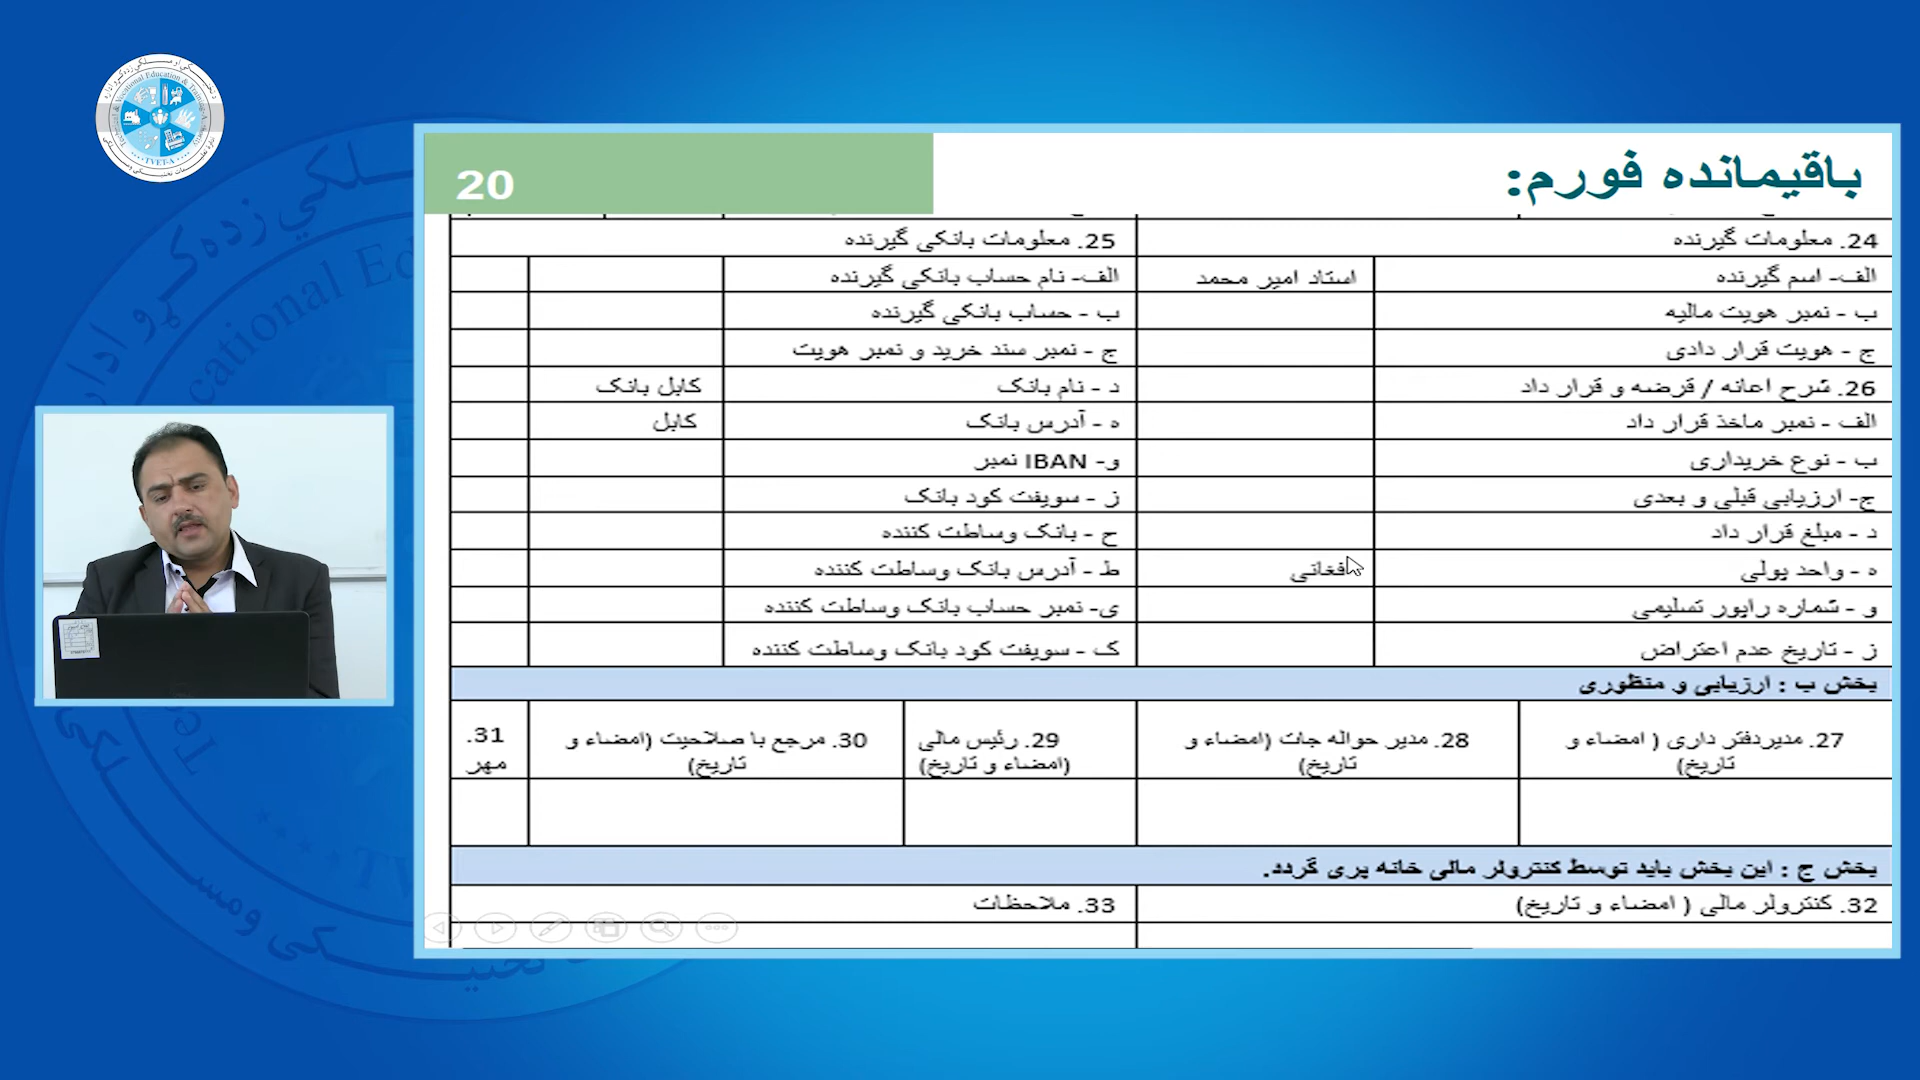 باقیمانده فورم:
20
24. معلومات گیرنده
25. معلومات بانکی گیرنده
الف- اسم گیرنده
استاد امیر محمد
الف- نام حساب بانکی گیرنده
ب - نمبر هویت مالیه
ب - حساب بانکی گیرنده
ج - هویت قرار دادی
ج - نمبر سند خرید و نمبر هویت
26. شرح اعانه / قرضه و قرار داد
د - نام بانک
کابل بانک
الف - نمبر ماخذ قرار داد
ه - آدرس بانک
کابل
ب - نوع خریداری
و- IBAN نمبر
ج- ارزیابی قبلی و بعدی
ز - سویفت کود بانک
د - مبلغ قرار داد
ح - بانک وساطت کننده
ه - واحد پولی
افغانی
ط - آدرس بانک وساطت کننده
و - شماره راپور تسلیمی
ی- نمبر حساب بانک وساطت کننده
ز - تاریخ عدم اعتراض
ک - سویفت کود بانک وساطت کننده
بخش ب : ارزیابی و منظوری
27. مدیردفتر داری ( امضاء و
تاریخ)
28. مدیر حواله جات (امضاء و
تاریخ)
29. رئیس مالی
(امضاء و تاریخ)
30. مرجع با صلاحیت (امضاء و
تاریخ)
31.
مهر
بخش ج : این بخش باید توسط کنترولر مالی خانه پری گردد.
32. کنترولر مالی ( امضاء و تاریخ)
33. ملاحظات
Technical & Vocational Education & Training
TVET-A